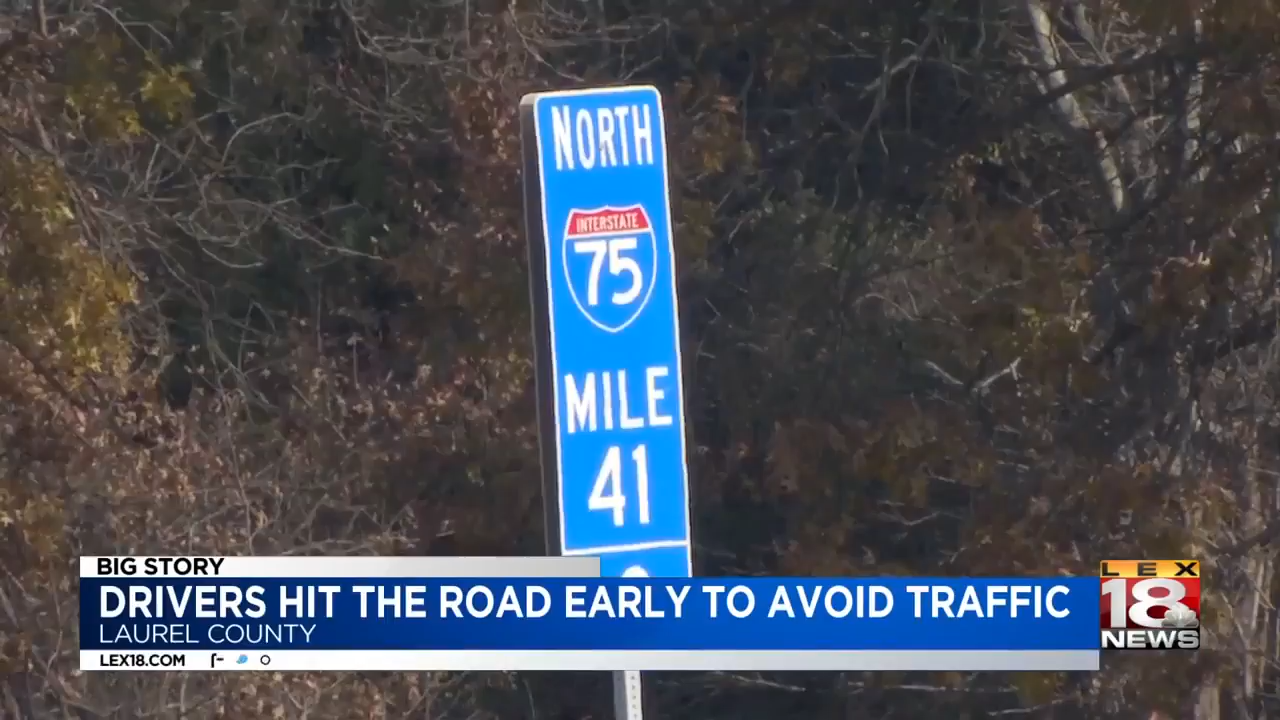 NORTH
INTERSTATE
75
MILE
41
BIG STORY
DRIVERS HIT THE ROAD EARLY TO AVOID TRAFFIC
LAUREL COUNTY
LEX18.COM
LEX
18
NEWS